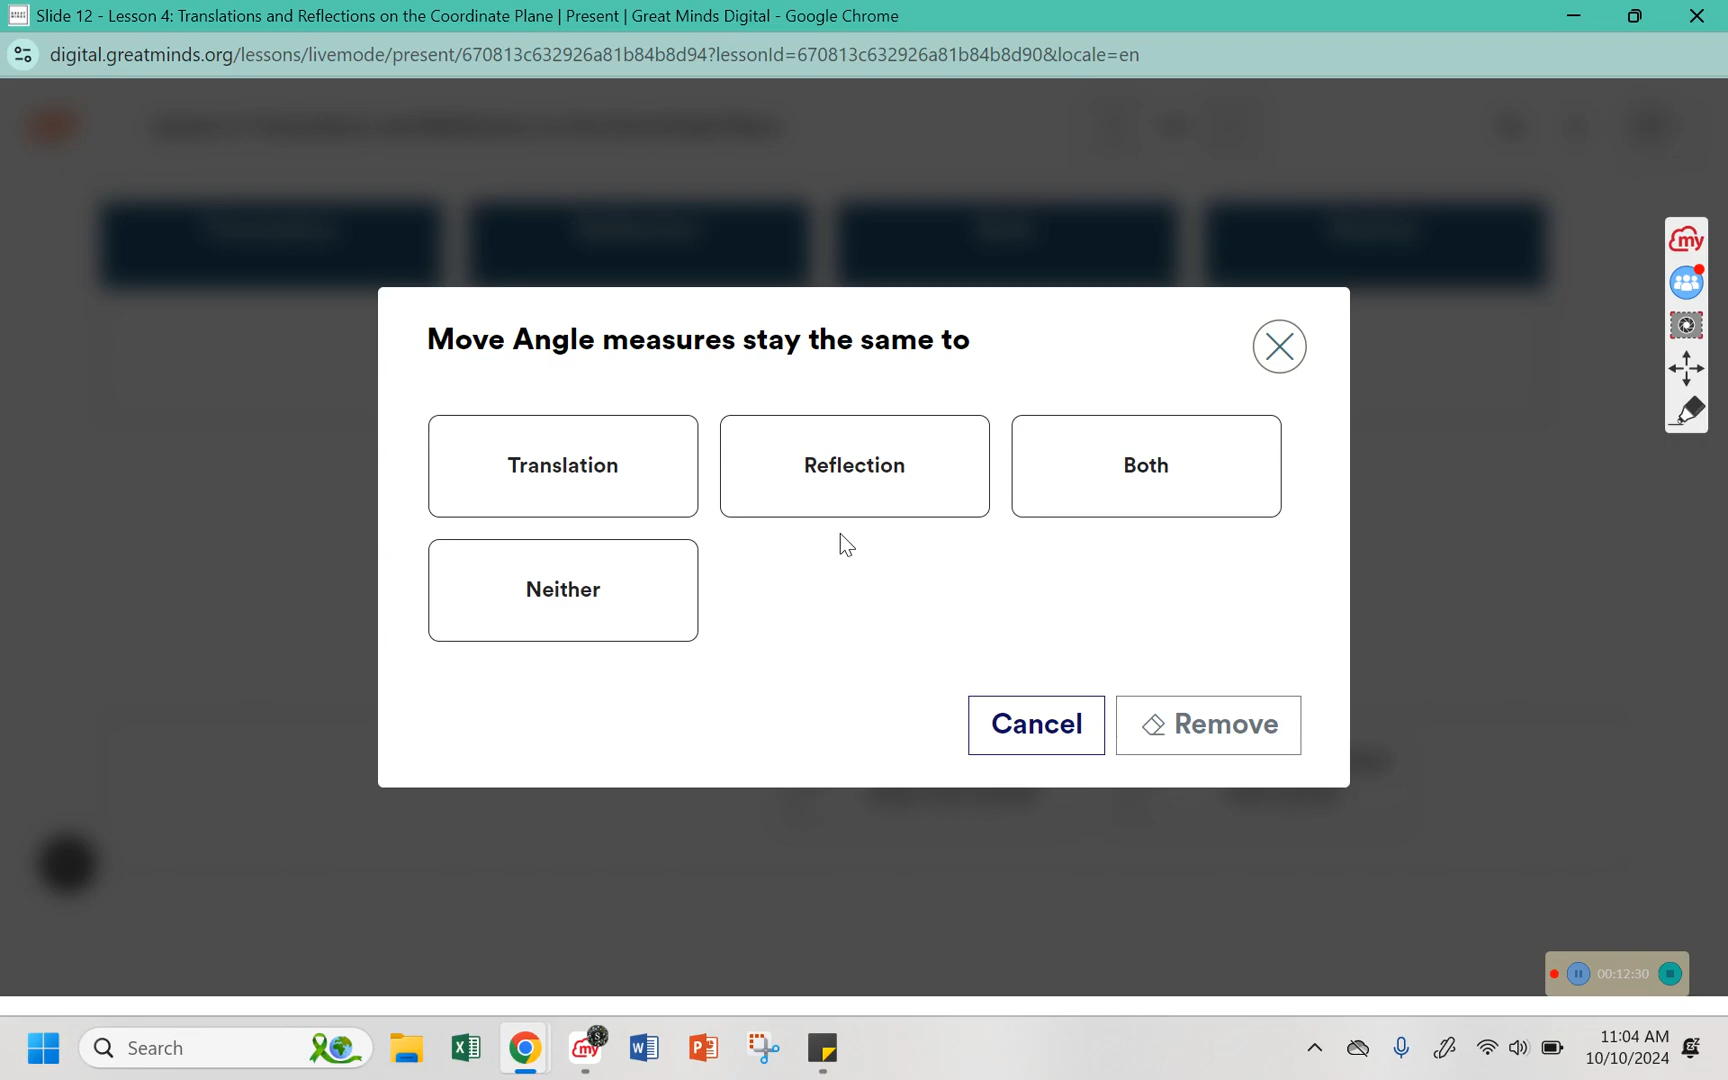 Slide 12 - Lesson 4: Translations and Reflections on the Coordinate Plane | Present | Great Minds Digital - Google Chrome
digital.greatminds.org/lessons/livemode/present/670813c632926a81b84b8d94?lessonId=670813c632926a81b84b8d90&locale=en
my
Move Angle measures stay the same to
Translation
Reflection
Both
Neither
Cancel
Remove
00:12:30
Search
my
11:04 AM
10/10/2024